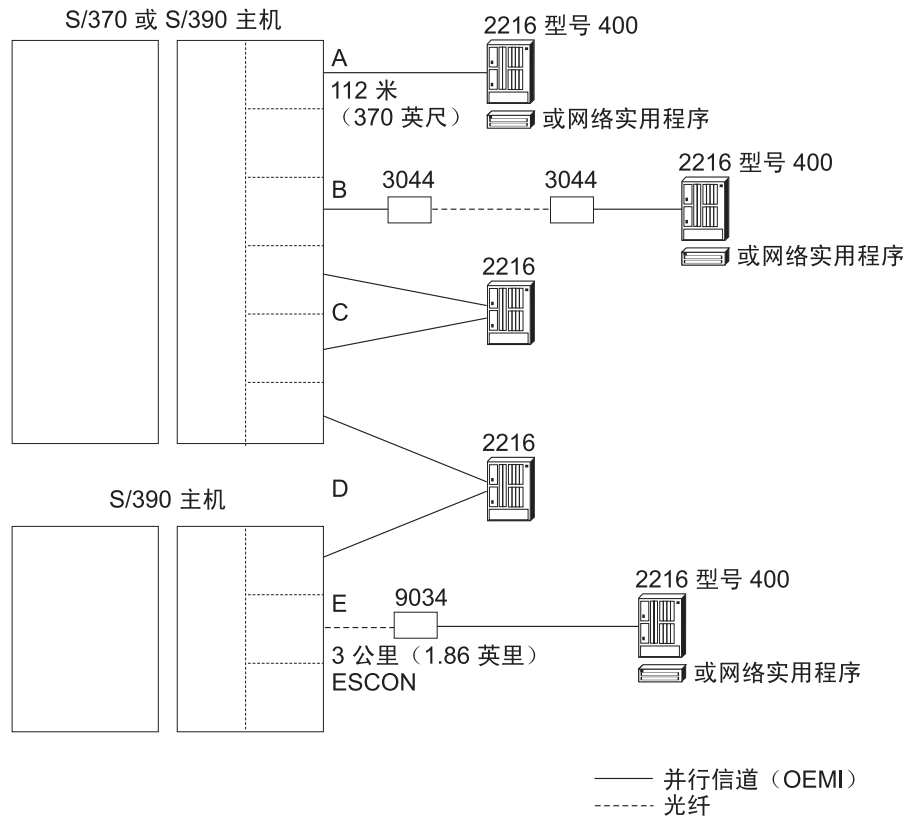 S/370 或 S/390 主机
2216 型号 400
A
112 米
（370 英尺）
或网络实用程序
2216 型号 400
B
3044
3044
或网络实用程序
2216
C
2216
D
S/390 主机
2216 型号 400
E
9034
3 公里（1.86 英里）
ESCON
或网络实用程序
并行信道（OEMI）
光纤